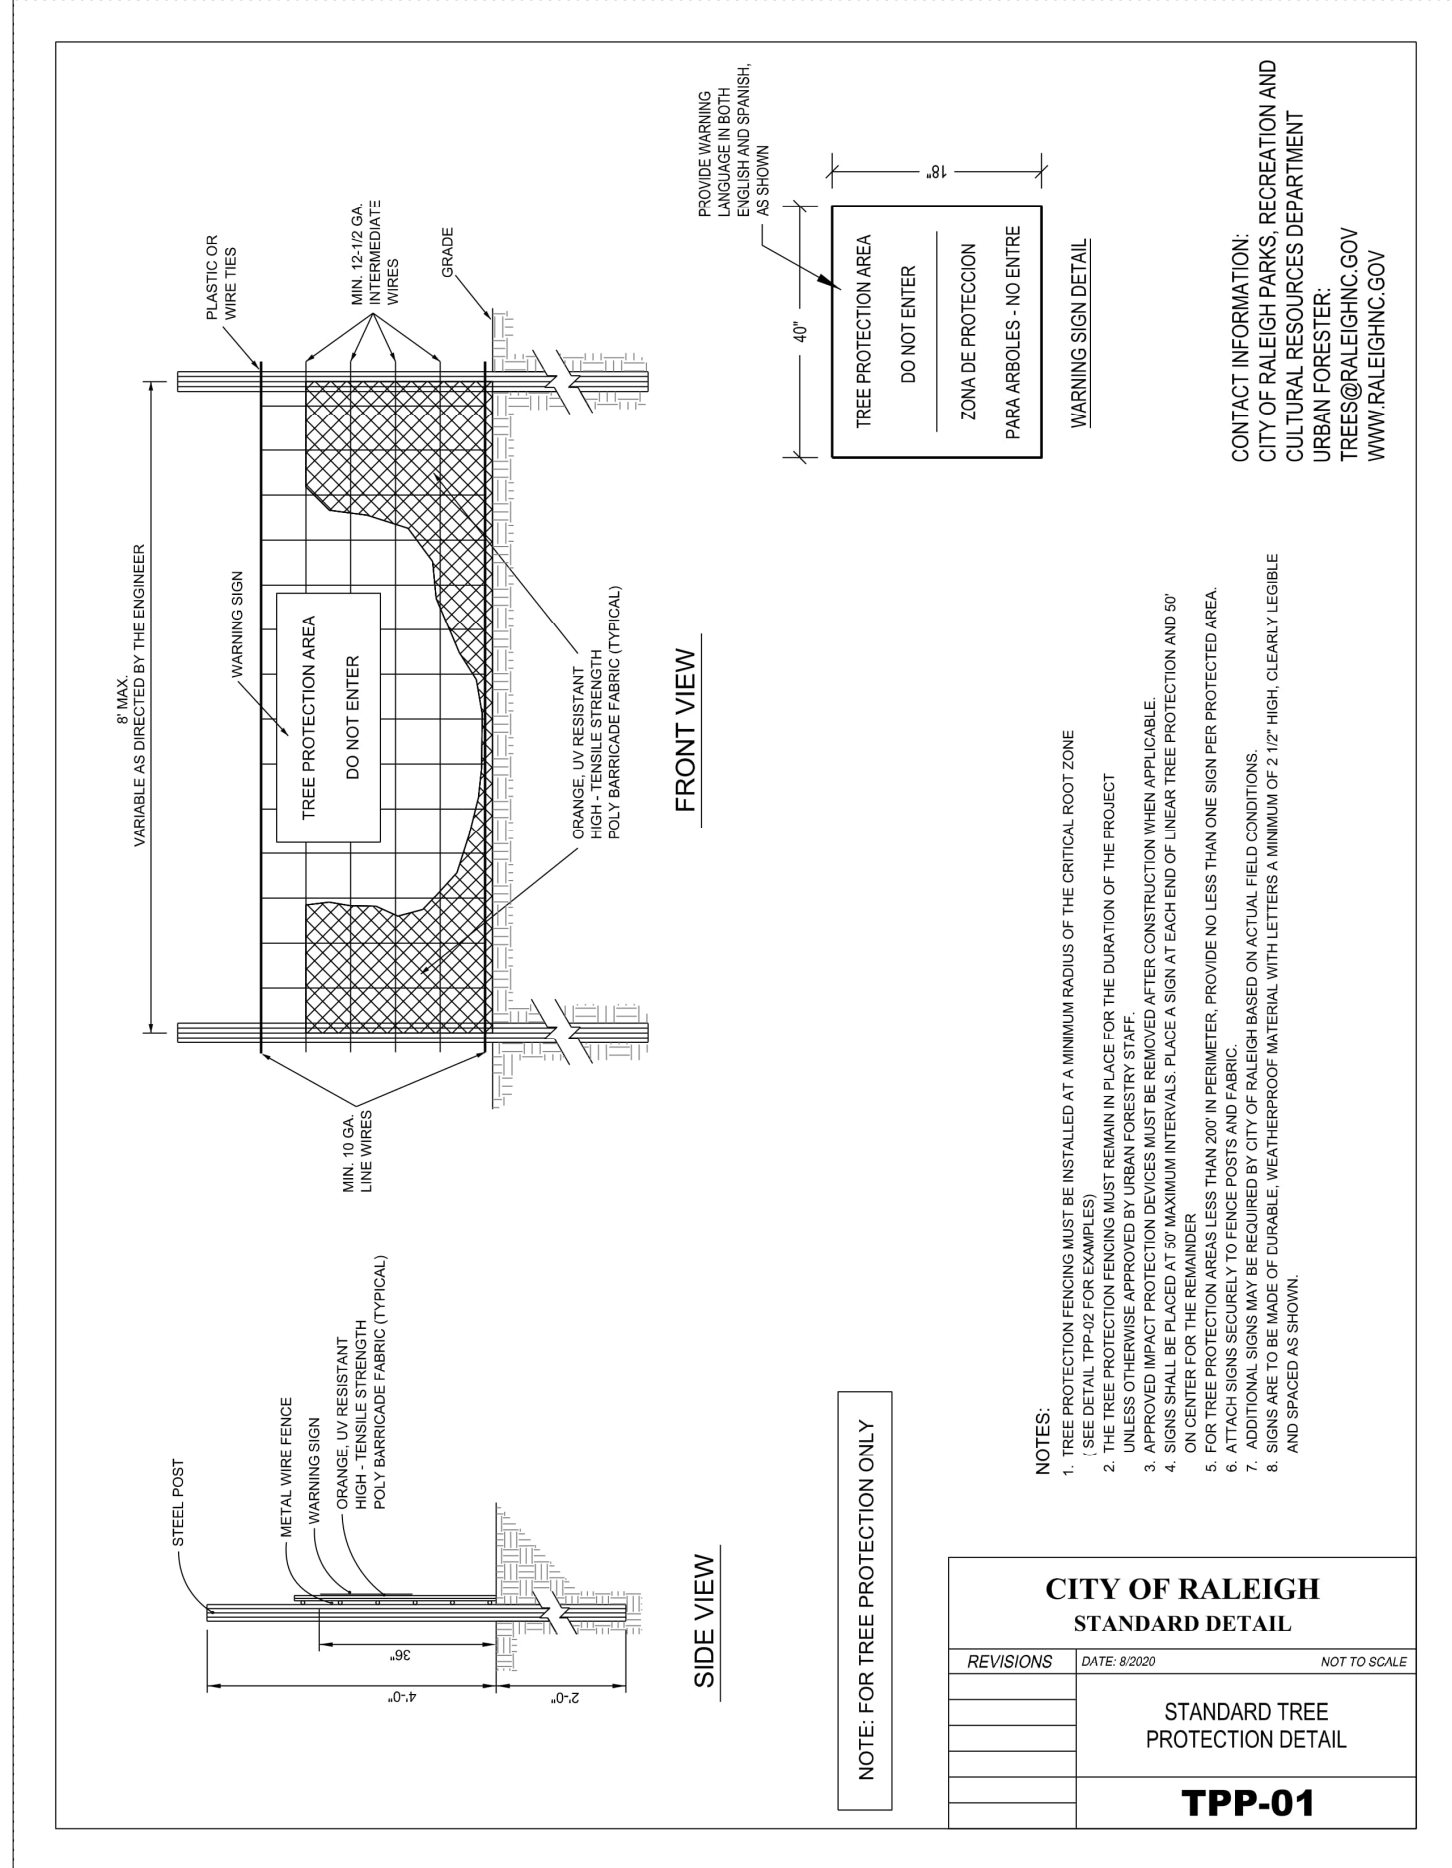 STEEL POST
METAL WIRE FENCE
WARNING SIGN
ORANGE, UV RESISTANT
HIGH - TENSILE STRENGTH
POLY BARRICADE FABRIC (TYPICAL)
36"
4'-0"
2'-0"
SIDE VIEW
8' MAX.
VARIABLE AS DIRECTED BY THE ENGINEER
WARNING SIGN
PLASTIC OR
WIRE TIES
MIN. 12-1/2 GA.
INTERMEDIATE
WIRES
GRADE
MIN. 10 GA.
LINE WIRES
TREE PROTECTION AREA
DO NOT ENTER
ORANGE, UV RESISTANT
HIGH - TENSILE STRENGTH
POLY BARRICADE FABRIC (TYPICAL)
FRONT VIEW
PROVIDE WARNING
LANGUAGE IN BOTH
ENGLISH AND SPANISH,
AS SHOWN
40"
18"
TREE PROTECTION AREA
DO NOT ENTER
ZONA DE PROTECCION
PARA ARBOLES - NO ENTRE
WARNING SIGN DETAIL
NOTE: FOR TREE PROTECTION ONLY
NOTES:
1. TREE PROTECTION FENCING MUST BE INSTALLED AT A MINIMUM RADIUS OF THE CRITICAL ROOT ZONE
( SEE DETAIL TPP-02 FOR EXAMPLES)
2. THE TREE PROTECTION FENCING MUST REMAIN IN PLACE FOR THE DURATION OF THE PROJECT
UNLESS OTHERWISE APPROVED BY URBAN FORESTRY STAFF.
3. APPROVED IMPACT PROTECTION DEVICES MUST BE REMOVED AFTER CONSTRUCTION WHEN APPLICABLE.
4. SIGNS SHALL BE PLACED AT 50' MAXIMUM INTERVALS. PLACE A SIGN AT EACH END OF LINEAR TREE PROTECTION AND 50'
ON CENTER FOR THE REMAINDER
5. FOR TREE PROTECTION AREAS LESS THAN 200' IN PERIMETER, PROVIDE NO LESS THAN ONE SIGN PER PROTECTED AREA.
6. ATTACH SIGNS SECURELY TO FENCE POSTS AND FABRIC.
7. ADDITIONAL SIGNS MAY BE REQUIRED BY CITY OF RALEIGH BASED ON ACTUAL FIELD CONDITIONS.
8. SIGNS ARE TO BE MADE OF DURABLE, WEATHERPROOF MATERIAL WITH LETTERS A MINIMUM OF 2 1/2" HIGH, CLEARLY LEGIBLE
AND SPACED AS SHOWN.
CONTACT INFORMATION:
CITY OF RALEIGH PARKS, RECREATION AND
CULTURAL RESOURCES DEPARTMENT
URBAN FORESTER:
TREES@RALEIGHNC.GOV
WWW.RALEIGHNC.GOV
CITY OF RALEIGH
STANDARD DETAIL
REVISIONS
DATE: 8/2020
NOT TO SCALE
STANDARD TREE
PROTECTION DETAIL
TPP-01